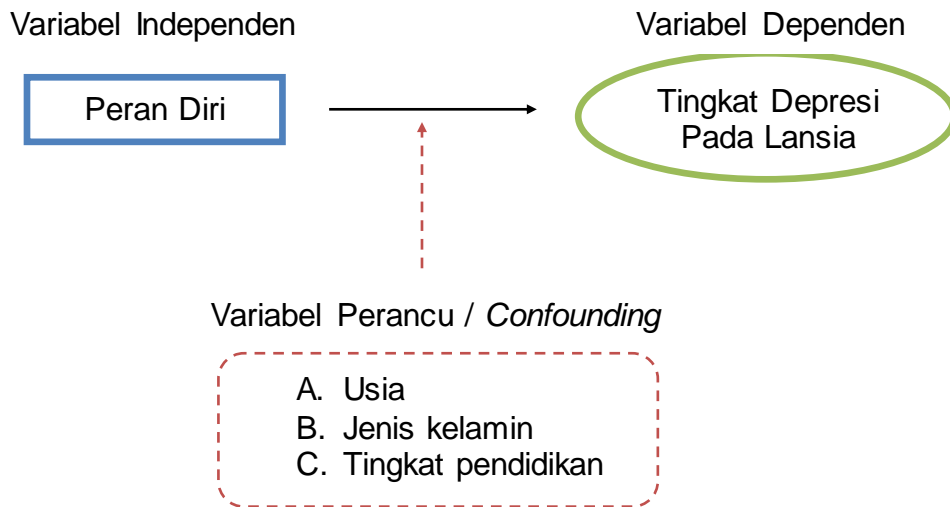 Variabel Independen
Variabel Dependen
Peran Diri
Tingkat Depresi
Pada Lansia
Variabel Perancu / Confounding
A. Usia
B. Jenis kelamin
C. Tingkat pendidikan